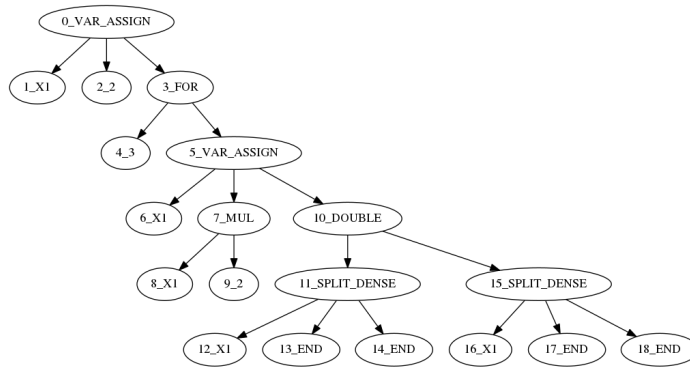 0_VAR_ASSIGN
1_X1
2_2
3_FOR
4_3
5_VAR_ASSIGN
6_X1
7_MUL
10_DOUBLE
8_X1
9_2
11_SPLIT_DENSE
15_SPLIT_DENSE
12_X1
13_END
14_END
16_X1
17_END
18_END